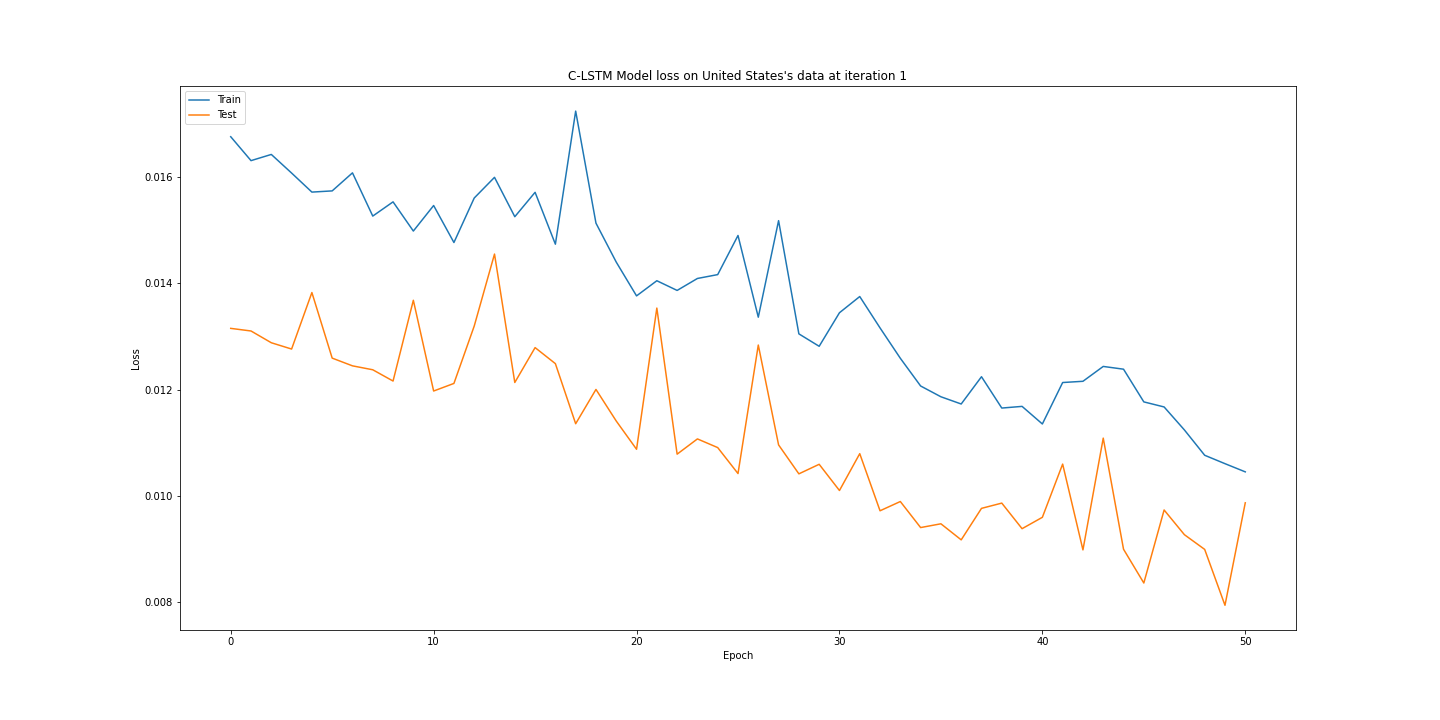 C-LSTM Model loss on United States's data at iteration 1
Train
Test
0.016
0.014
0.012
0.010
0.008
Loss
0 10 20 30 40 50
Epoch